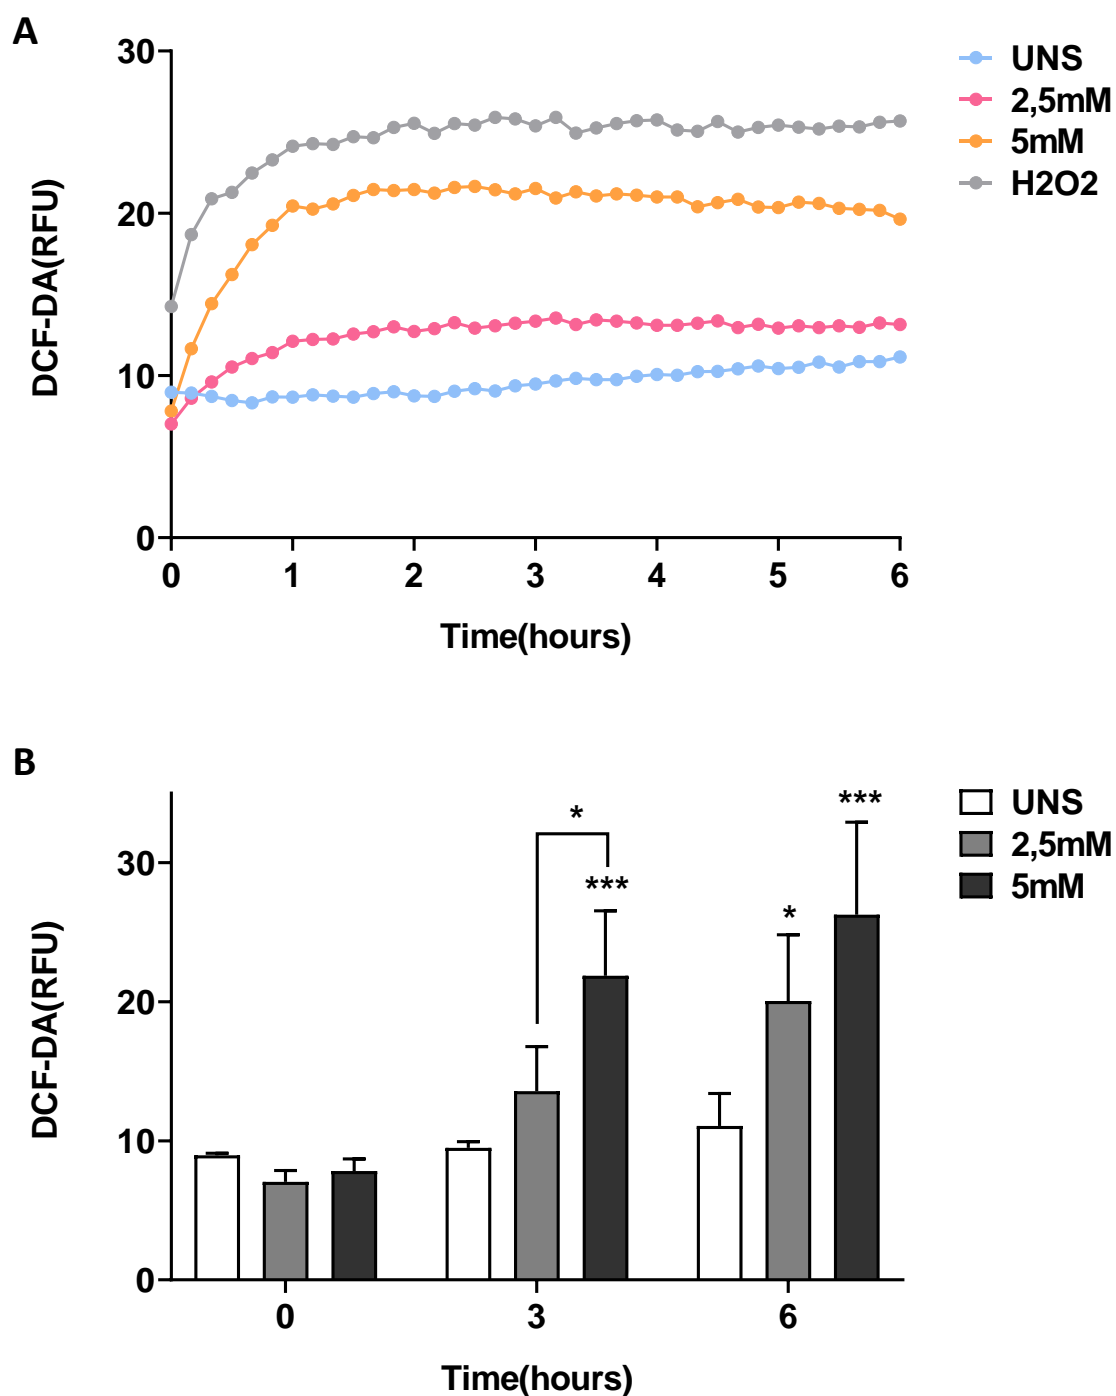 A
DCF-DA(RFU)
30
20
10
0
0 1 2 3 4 5 6
Time(hours)
UNS
2,5mM
5mM
H2O2
B
DCF-DA(RFU)
30
20
10
0
*
***
*
***
0 3 6
Time(hours)
UNS
2,5mM
5mM